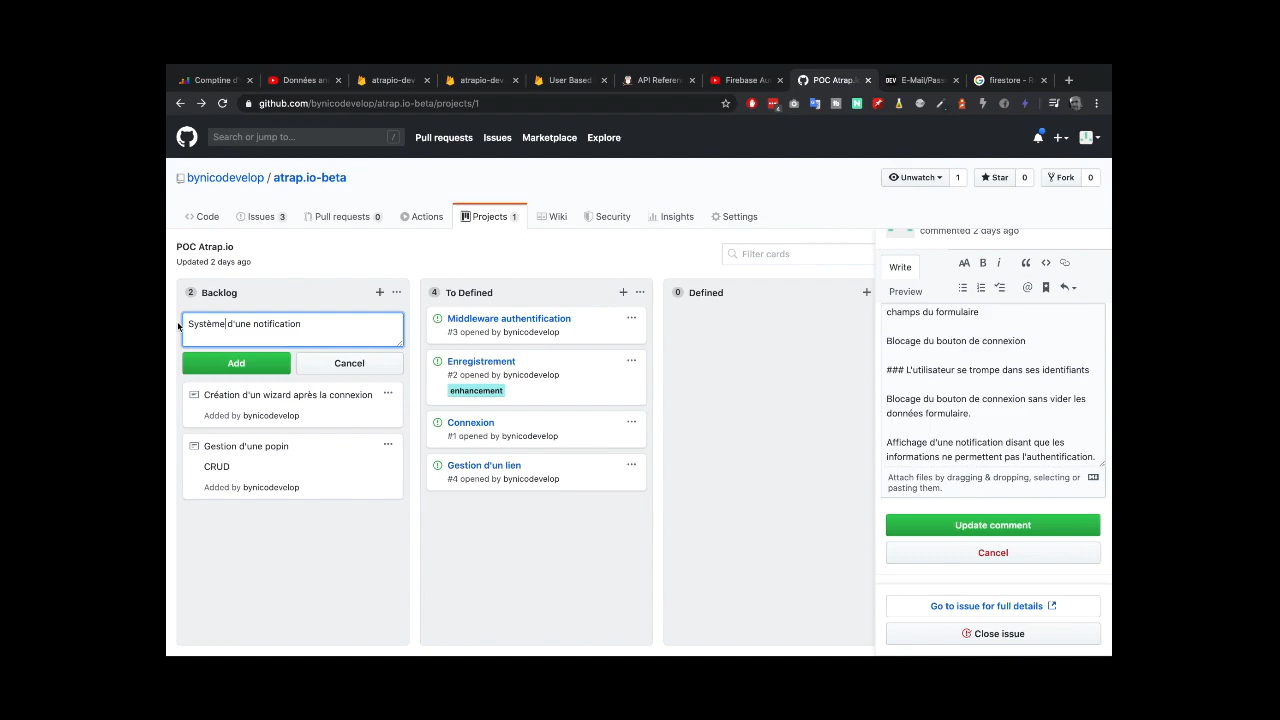 Comptine d'
Données an
atrapio-dev
atrapio-dev
User Based
API Referen
Firebase Au
POC Atrap.
E-Mail/Pass
firestore - R
github.com/bynicodevelop/atrap.io-beta/projects/1
Search or jump to...
/
Pull requests
Issues
Marketplace
Explore
bynicodevelop / atrap.io-beta
Unwatch
1
Star
0
Fork
0
Code
Issues 3
Pull requests 0
Actions
Projects 1
Wiki
Security
Insights
Settings
POC Atrap.io
Updated 2 days ago
Filter cards
2 Backlog
Système d'une notification
Add
Cancel
Création d'un wizard après la connexion
Added by bynicodevelop
Gestion d'une popin
CRUD
Added by bynicodevelop
4 To Defined
Middleware authentification
#3 opened by bynicodevelop
Enregistrement
#2 opened by bynicodevelop
enhancement
Connexion
#1 opened by bynicodevelop
Gestion d'un lien
#4 opened by bynicodevelop
0 Defined
commented 2 days ago
Write
Preview
champs du formulaire
Blocage du bouton de connexion
### L'utilisateur se trompe dans ses identifiants
Blocage du bouton de connexion sans vider les
données formulaire.
Affichage d'une notification disant que les
informations ne permettent pas l'authentification.
Attach files by dragging & dropping, selecting or
pasting them.
Update comment
Cancel
Go to issue for full details
Close issue